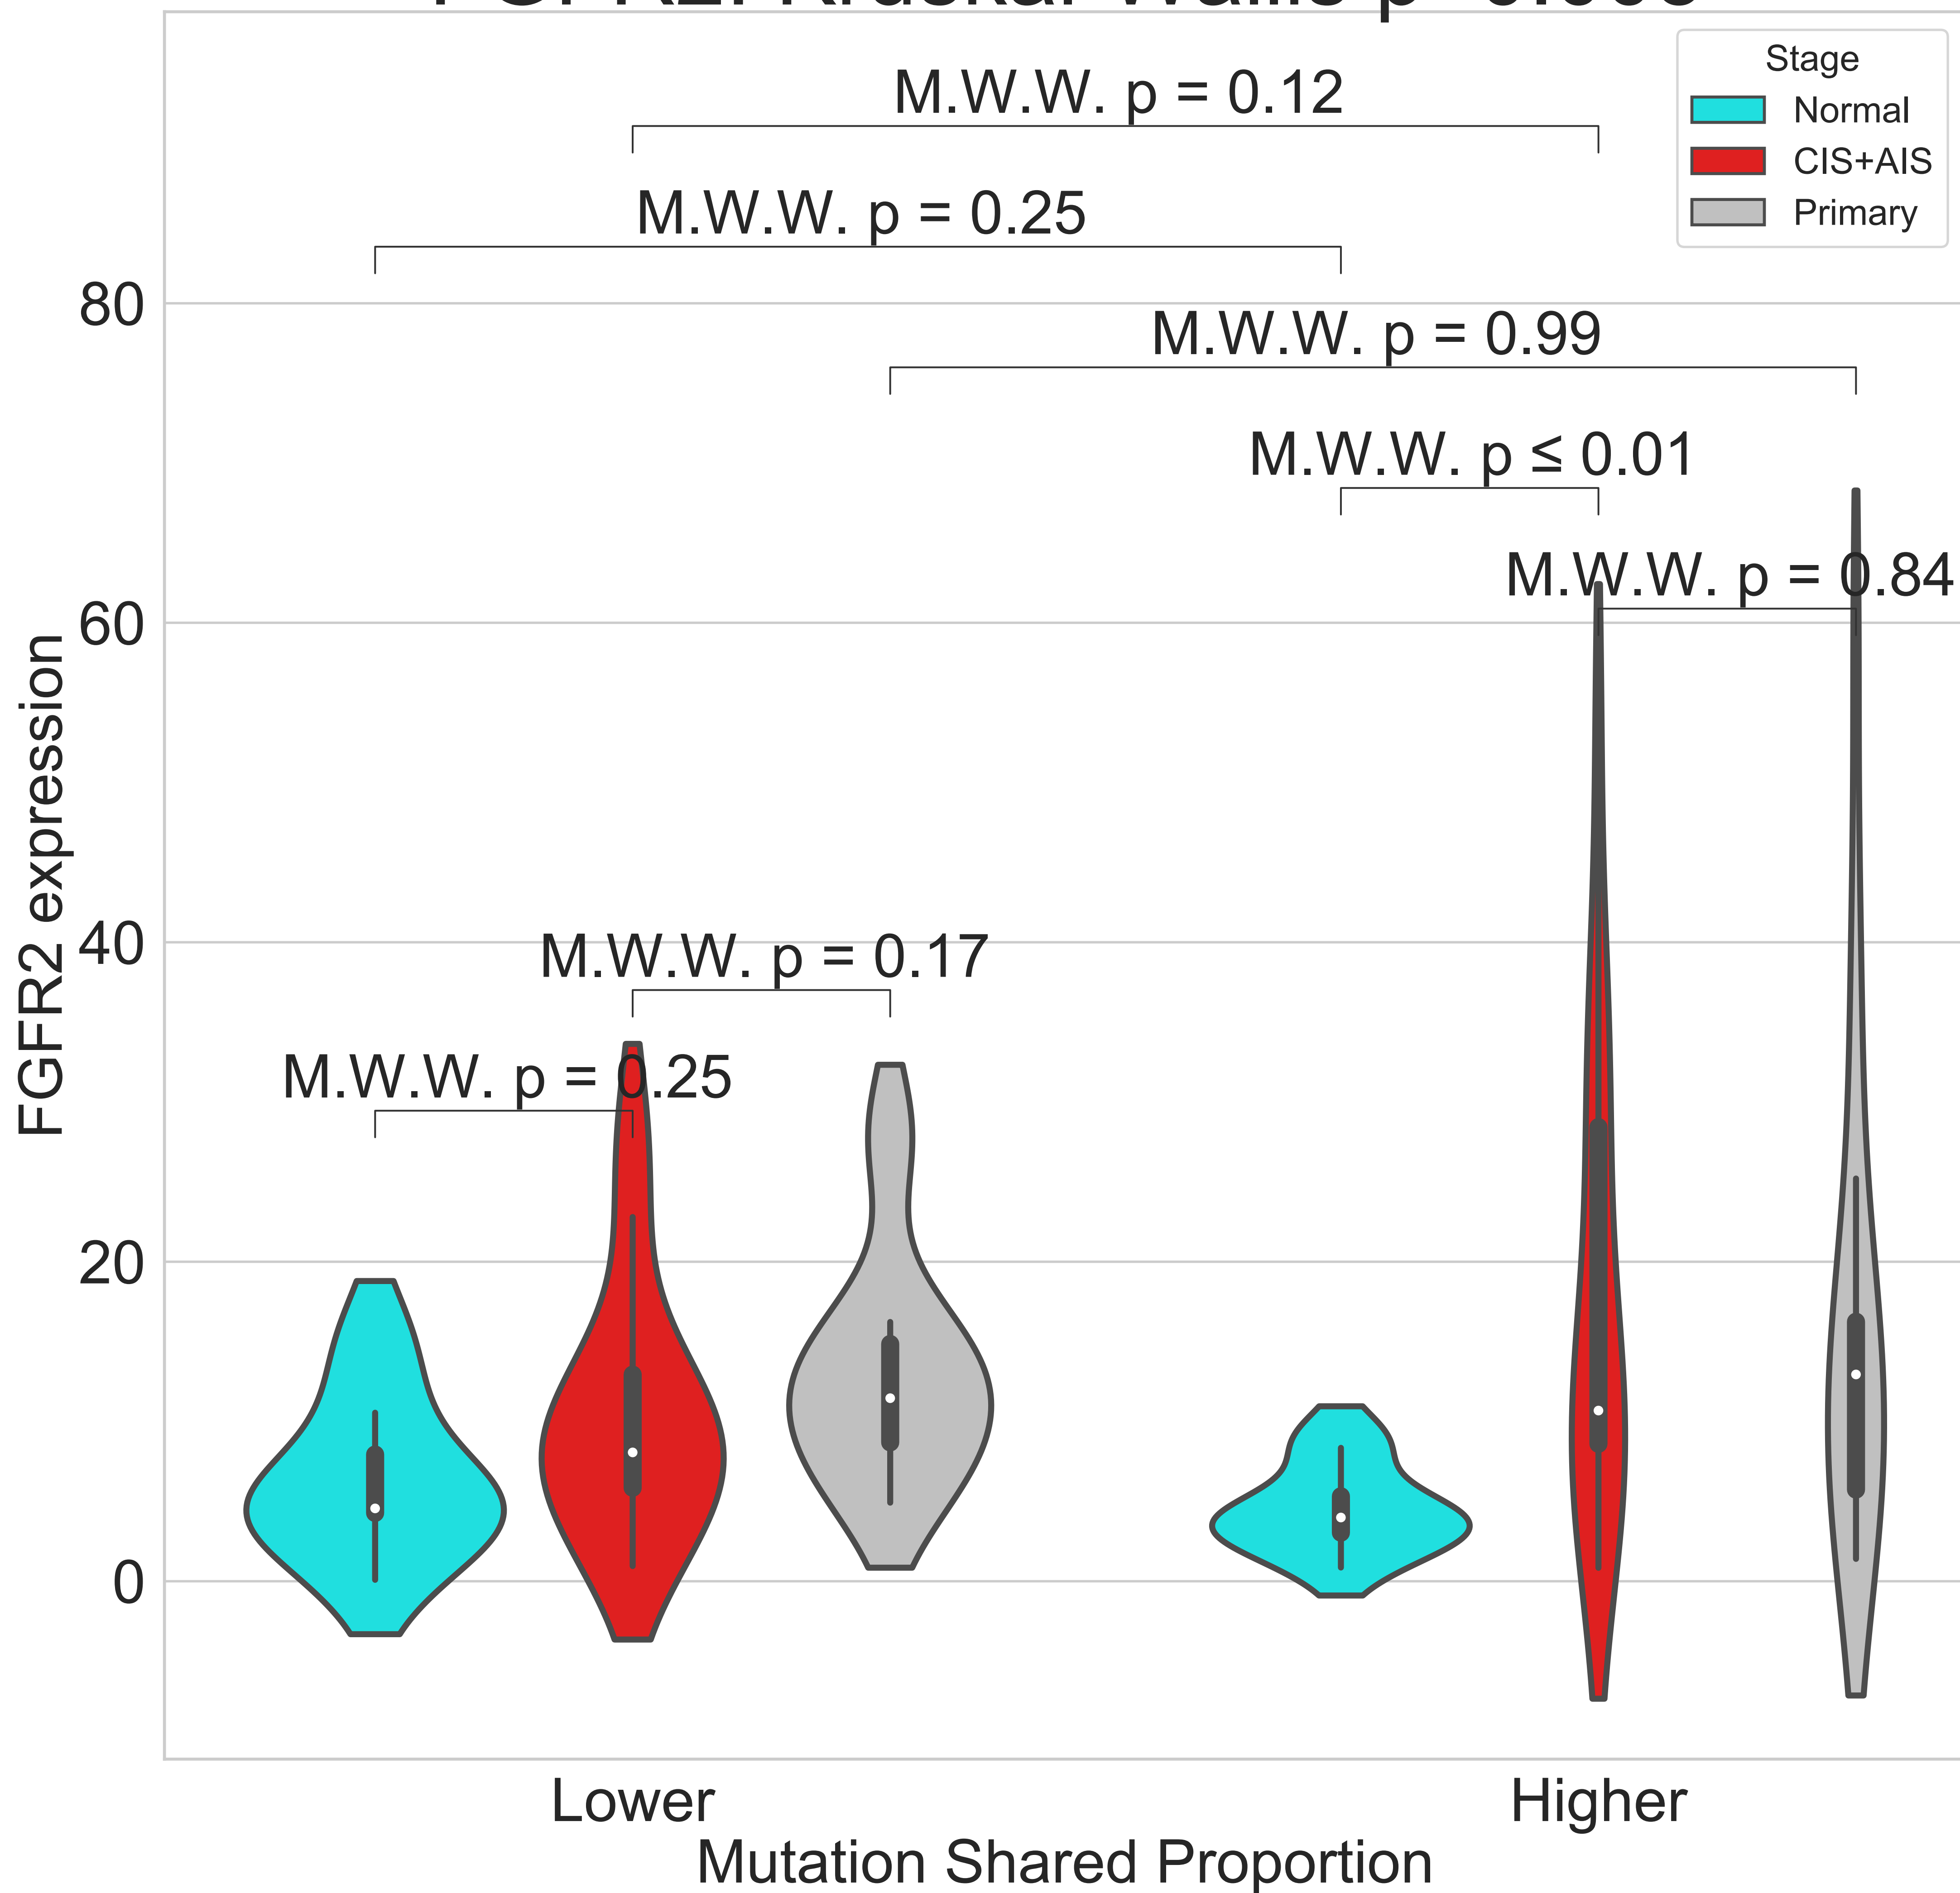 Stage
Normal
CIS+AIS
Primary
M.W.W. p = 0.12
M.W.W. p = 0.25
M.W.W. p = 0.99
M.W.W. p ≤ 0.01
M.W.W. p = 0.84
M.W.W. p = 0.17
M.W.W. p = 0.25
80
60
40
20
0
FGFR2 expression
Lower
Higher
Mutation Shared Proportion